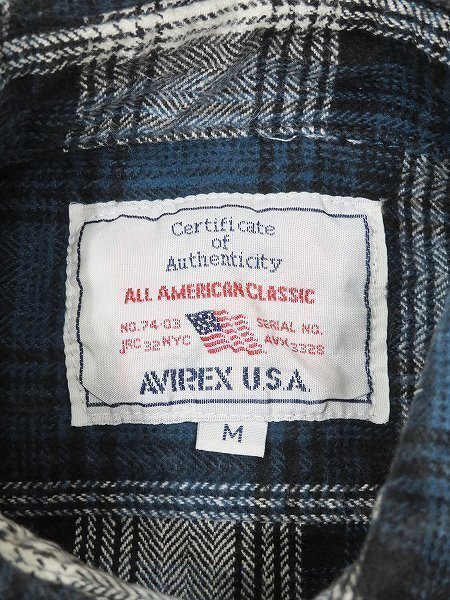 Certificate
of
Authenticity
ALL AMERICAN CLASSIC
NO. 74-03 SERIAL NO.
JRC 32 NYC AVX 3328
AVIREX U.S.A.
M